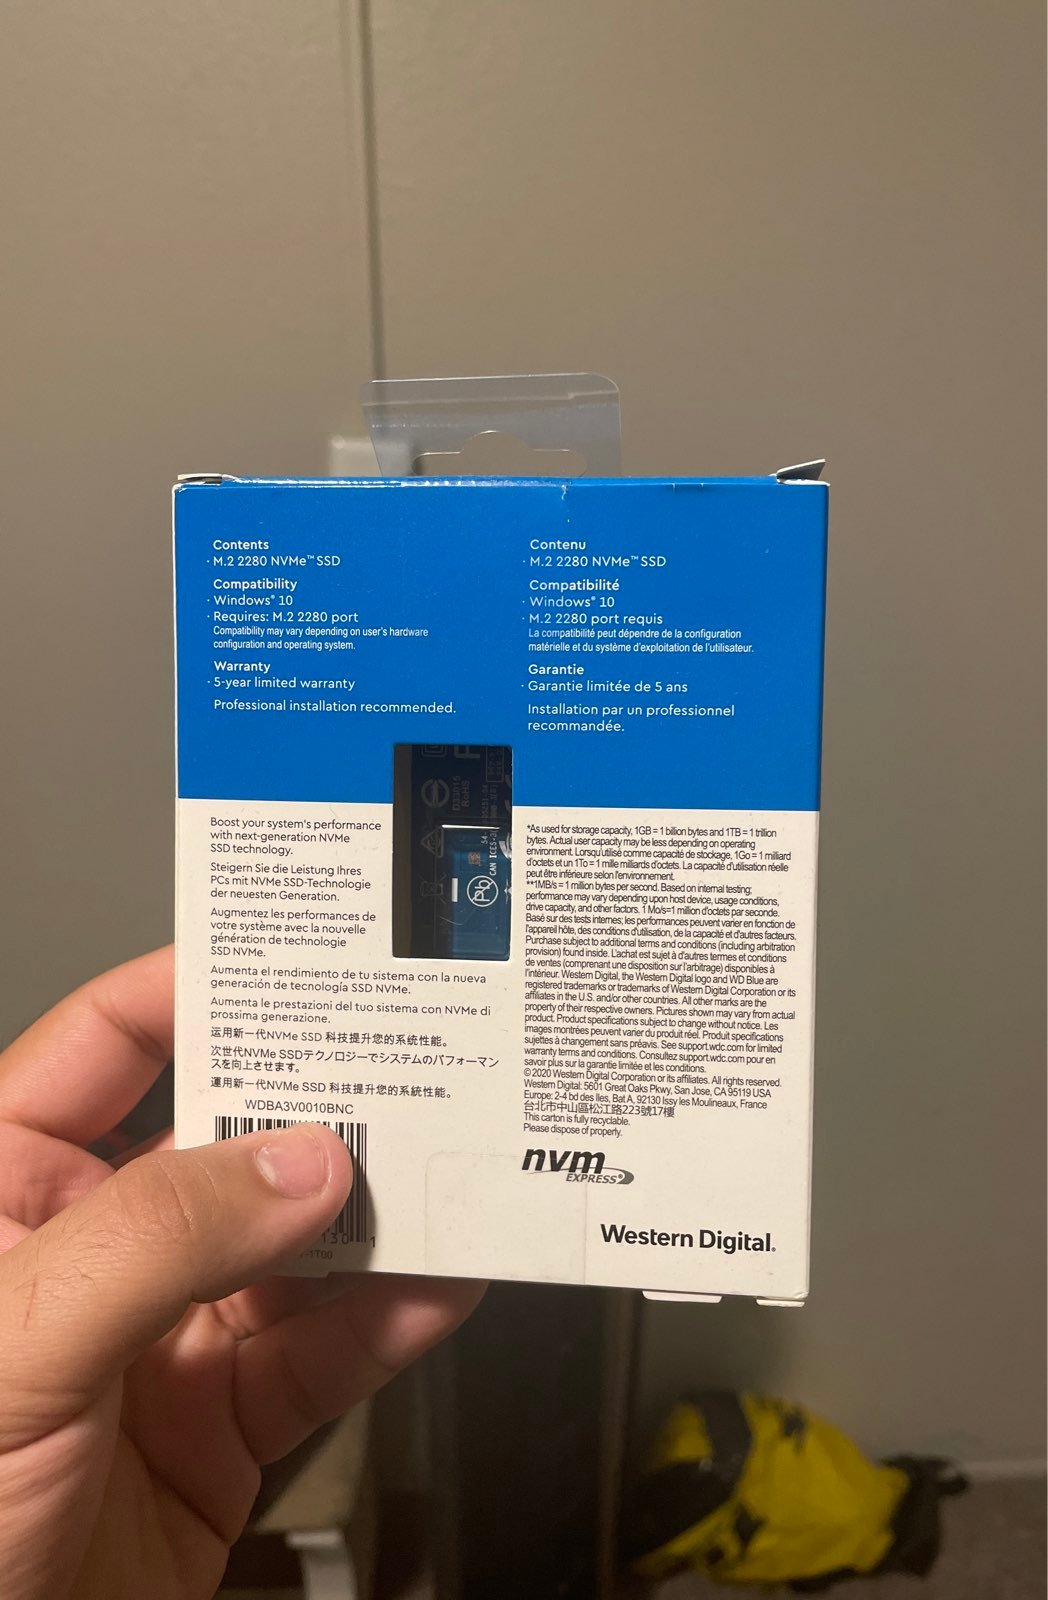 Contents
· M.2 2280 NVMe™ SSD
Compatibility
· Windows® 10
· Requires: M.2 2280 port
Compatibility may vary depending on user's hardware
configuration and operating system.
Warranty
· 5-year limited warranty
Professional installation recommended.
Contenu
· M.2 2280 NVMe™ SSD
Compatibilité
· Windows® 10
· M.2 2280 port requis
La compatibilité peut dépendre de la configuration
matérielle et du système d'exploitation de l'utilisateur.
Garantie
· Garantie limitée de 5 ans
Installation par un professionnel
recommandée.
D33015
RoHS
CAN ICES-3
Pb
Boost your system's performance
with next-generation NVMe
SSD technology.
Steigern Sie die Leistung Ihres
PCs mit NVMe SSD-Technologie
der neuesten Generation.
Augmentez les performances de
votre système avec la nouvelle
génération de technologie
SSD NVMe.
Aumenta el rendimiento de tu sistema con la nueva
generación de tecnología SSD NVMe.
Aumenta le prestazioni del tuo sistema con NVMe di
prossima generazione.
运用新一代NVMe SSD 科技提升您的系统性能。
次世代NVMe SSDテクノロジーでシステムのパフォーマン
スを向上させます。
運用新一代NVMe SSD 科技提升您的系統性能。
WDBA3V0010BNC
130 1
-1T00
*As used for storage capacity, 1GB = 1 billion bytes and 1TB = 1 trillion
bytes. Actual user capacity may be less depending on operating
environment. Lorsqu'utilisé comme capacité de stockage, 1Go = 1 milliard
d'octets et un 1To = 1 mille milliards d'octets. La capacité d'utilisation réelle
peut être inférieure selon l'environnement.
**1MB/s = 1 million bytes per second. Based on internal testing;
performance may vary depending upon host device, usage conditions,
drive capacity, and other factors. 1 Mo/s=1 million d'octets par seconde.
Basé sur des tests internes; les performances peuvent varier en fonction de
l'appareil hôte, des conditions d'utilisation, de la capacité et d'autres facteurs.
Purchase subject to additional terms and conditions (including arbitration
provision) found inside. L'achat est sujet à d'autres termes et conditions
de ventes (comprenant une disposition sur l'arbitrage) disponibles à
l'intérieur. Western Digital, the Western Digital logo and WD Blue are
registered trademarks or trademarks of Western Digital Corporation or its
affiliates in the U.S. and/or other countries. All other marks are the
property of their respective owners. Pictures shown may vary from actual
product. Product specifications subject to change without notice. Les
images montrées peuvent varier du produit réel. Produit specifications
sujettes à changement sans préavis. See support.wdc.com for limited
warranty terms and conditions. Consultez support.wdc.com pour en
savoir plus sur la garantie limitée et les conditions.
© 2020 Western Digital Corporation or its affiliates. All rights reserved.
Western Digital: 5601 Great Oaks Pkwy, San Jose, CA 95119 USA
Europe: 2-4 bd des Iles, Bat A, 92130 Issy les Moulineaux, France
台北市中山區松江路223號17樓
This carton is fully recyclable.
Please dispose of properly.
nvm
EXPRESS®
Western Digital®